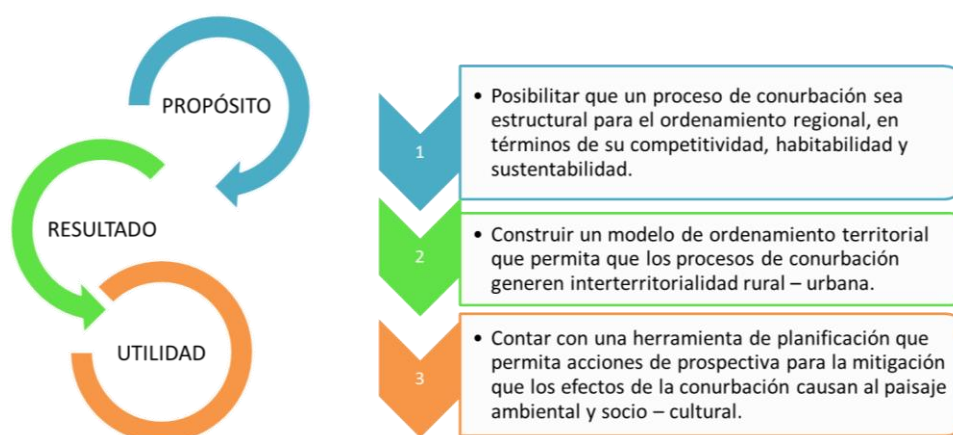 PROPÓSITO
RESULTADO
UTILIDAD
1
• Posibilitar que un proceso de conurbación sea
estructural para el ordenamiento regional, en
términos de su competitividad, habitabilidad y
sustentabilidad.
2
• Construir un modelo de ordenamiento territorial
que permita que los procesos de conurbación
generen interterritorialidad rural – urbana.
3
• Contar con una herramienta de planificación que
permita acciones de prospectiva para la mitigación
que los efectos de la conurbación causan al paisaje
ambiental y socio – cultural.